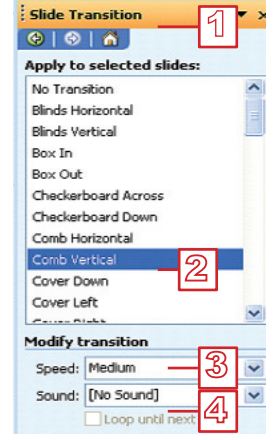 Slide Transition
1
Apply to selected slides:
No Transition
Blinds Horizontal
Blinds Vertical
Box In
Box Out
Checkerboard Across
Checkerboard Down
Comb Horizontal
Comb Vertical
2
Cover Down
Cover Left
Cover Right
Modify transition
Speed: Medium
3
Sound: [No Sound]
4
Loop until next